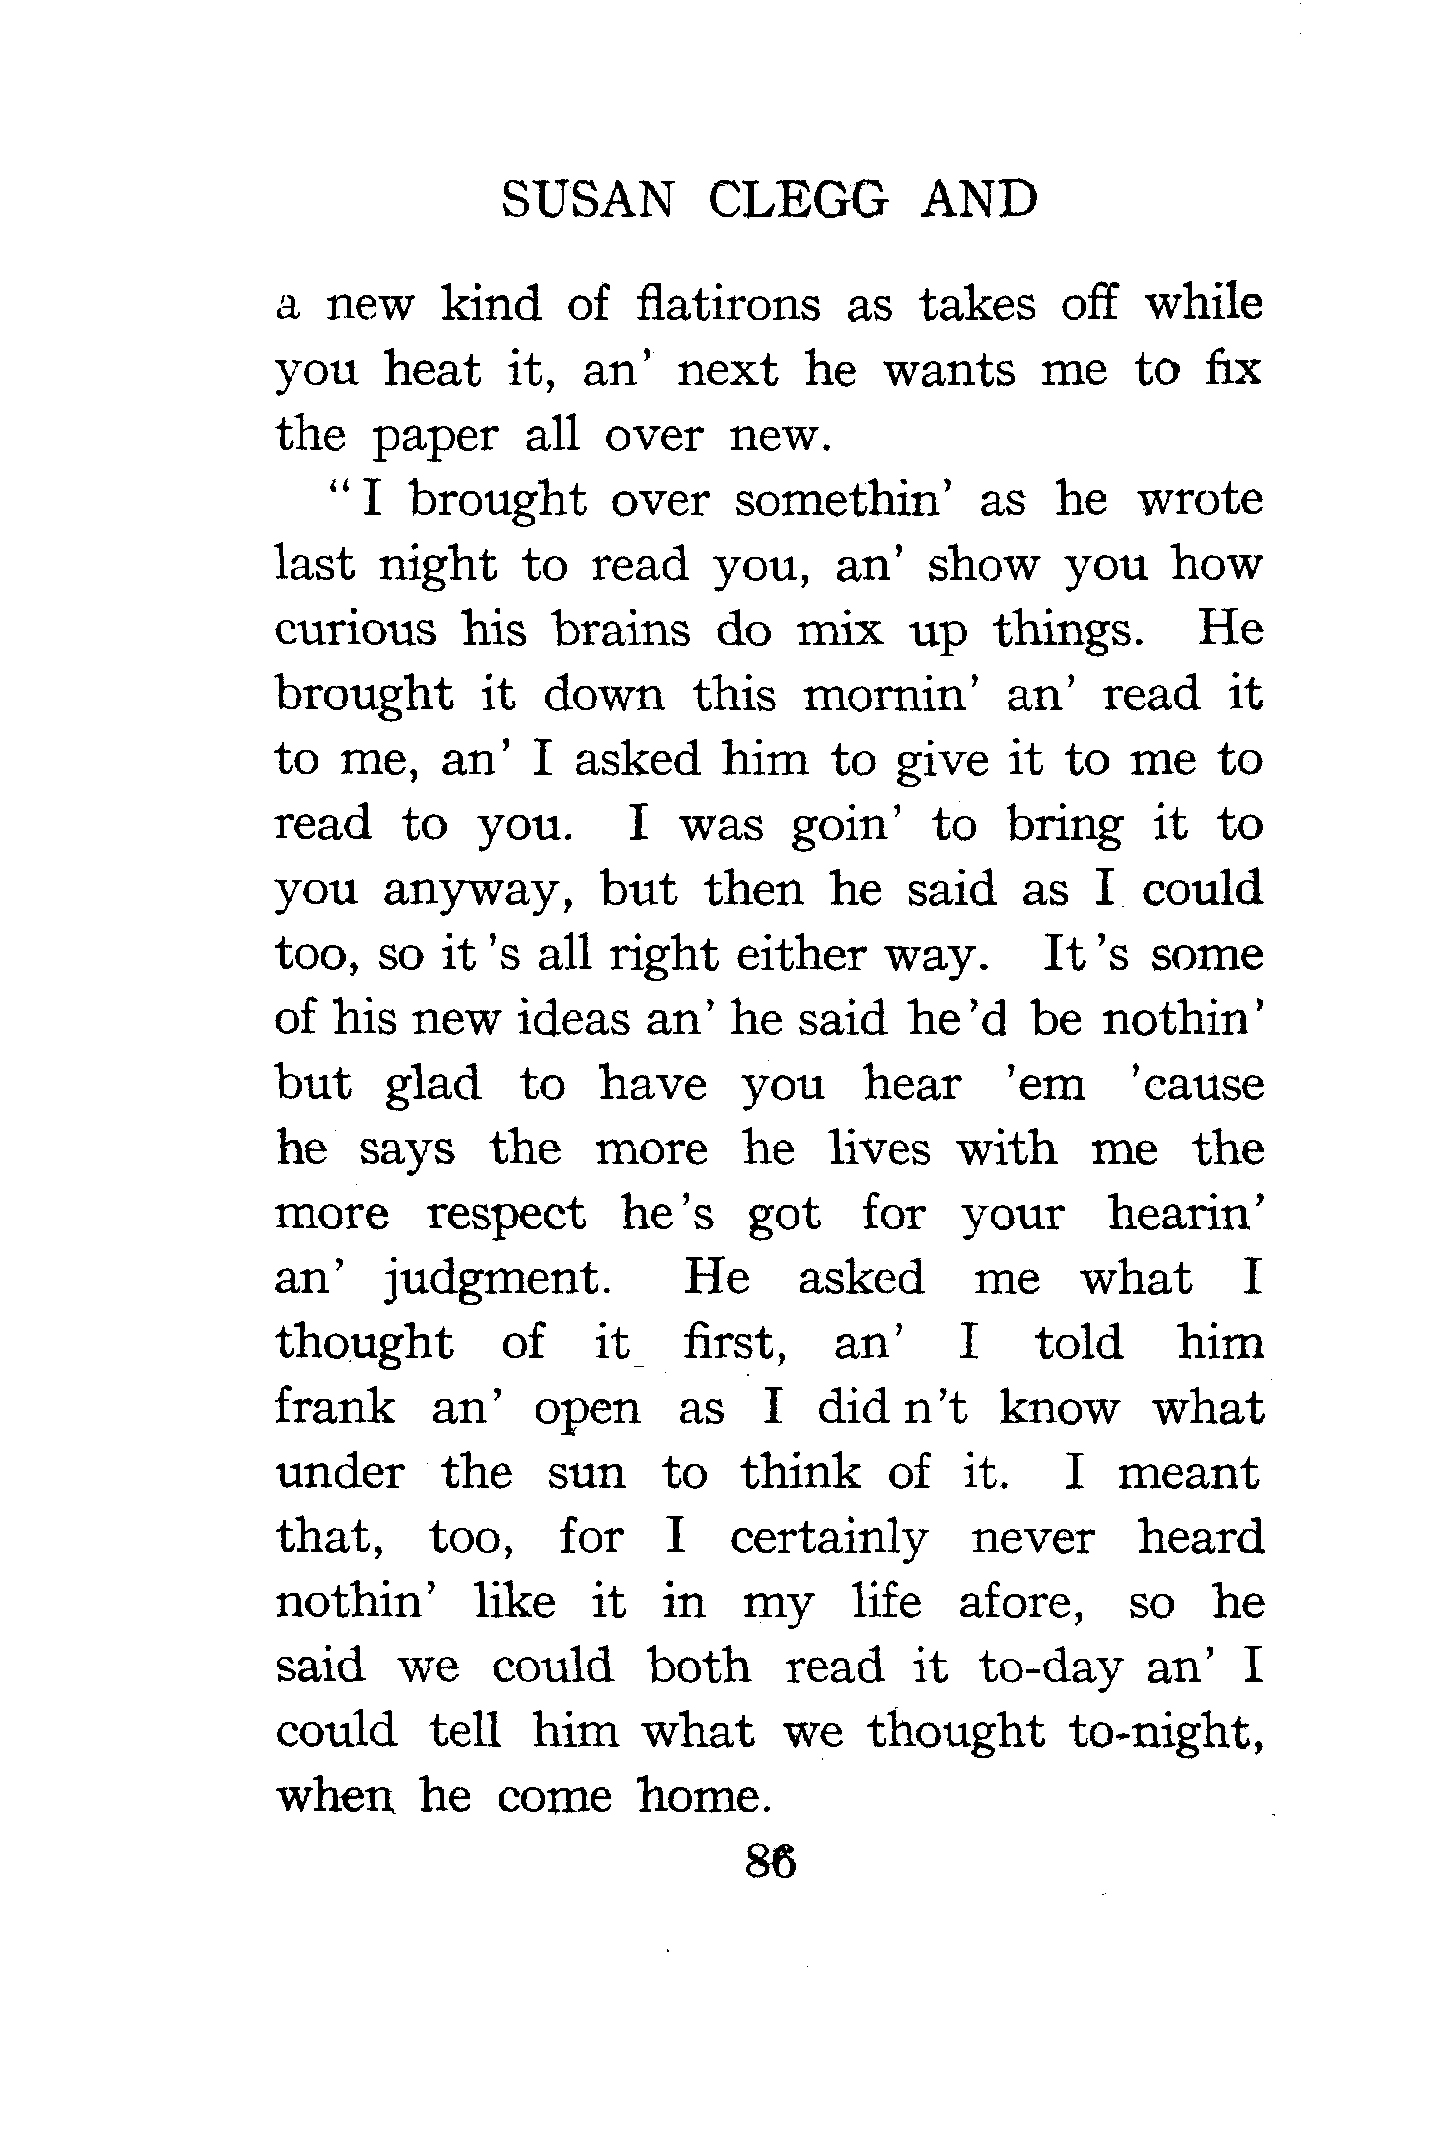 SUSAN CLEGG AND
a new kind of flatirons as takes off while
you heat it, an' next he wants me to fix
the paper all over new.
"I brought over somethin' as he wrote
last night to read you, an' show you how
curious his brains do mix up things. He
brought it down this mornin' an' read it
to me, an' I asked him to give it to me to
read to you. I was goin' to bring it to
you anyway, but then he said as I could
too, so it 's all right either way. It 's some
of his new ideas an' he said he 'd be nothin'
but glad to have you hear 'em 'cause
he says the more he lives with me the
more respect he 's got for your hearin'
an' judgment. He asked me what I
thought of it first, an' I told him
frank an' open as I did n't know what
under the sun to think of it. I meant
that, too, for I certainly never heard
nothin' like it in my life afore, so he
said we could both read it to-day an' I
could tell him what we thought to-night,
when he come home.
86